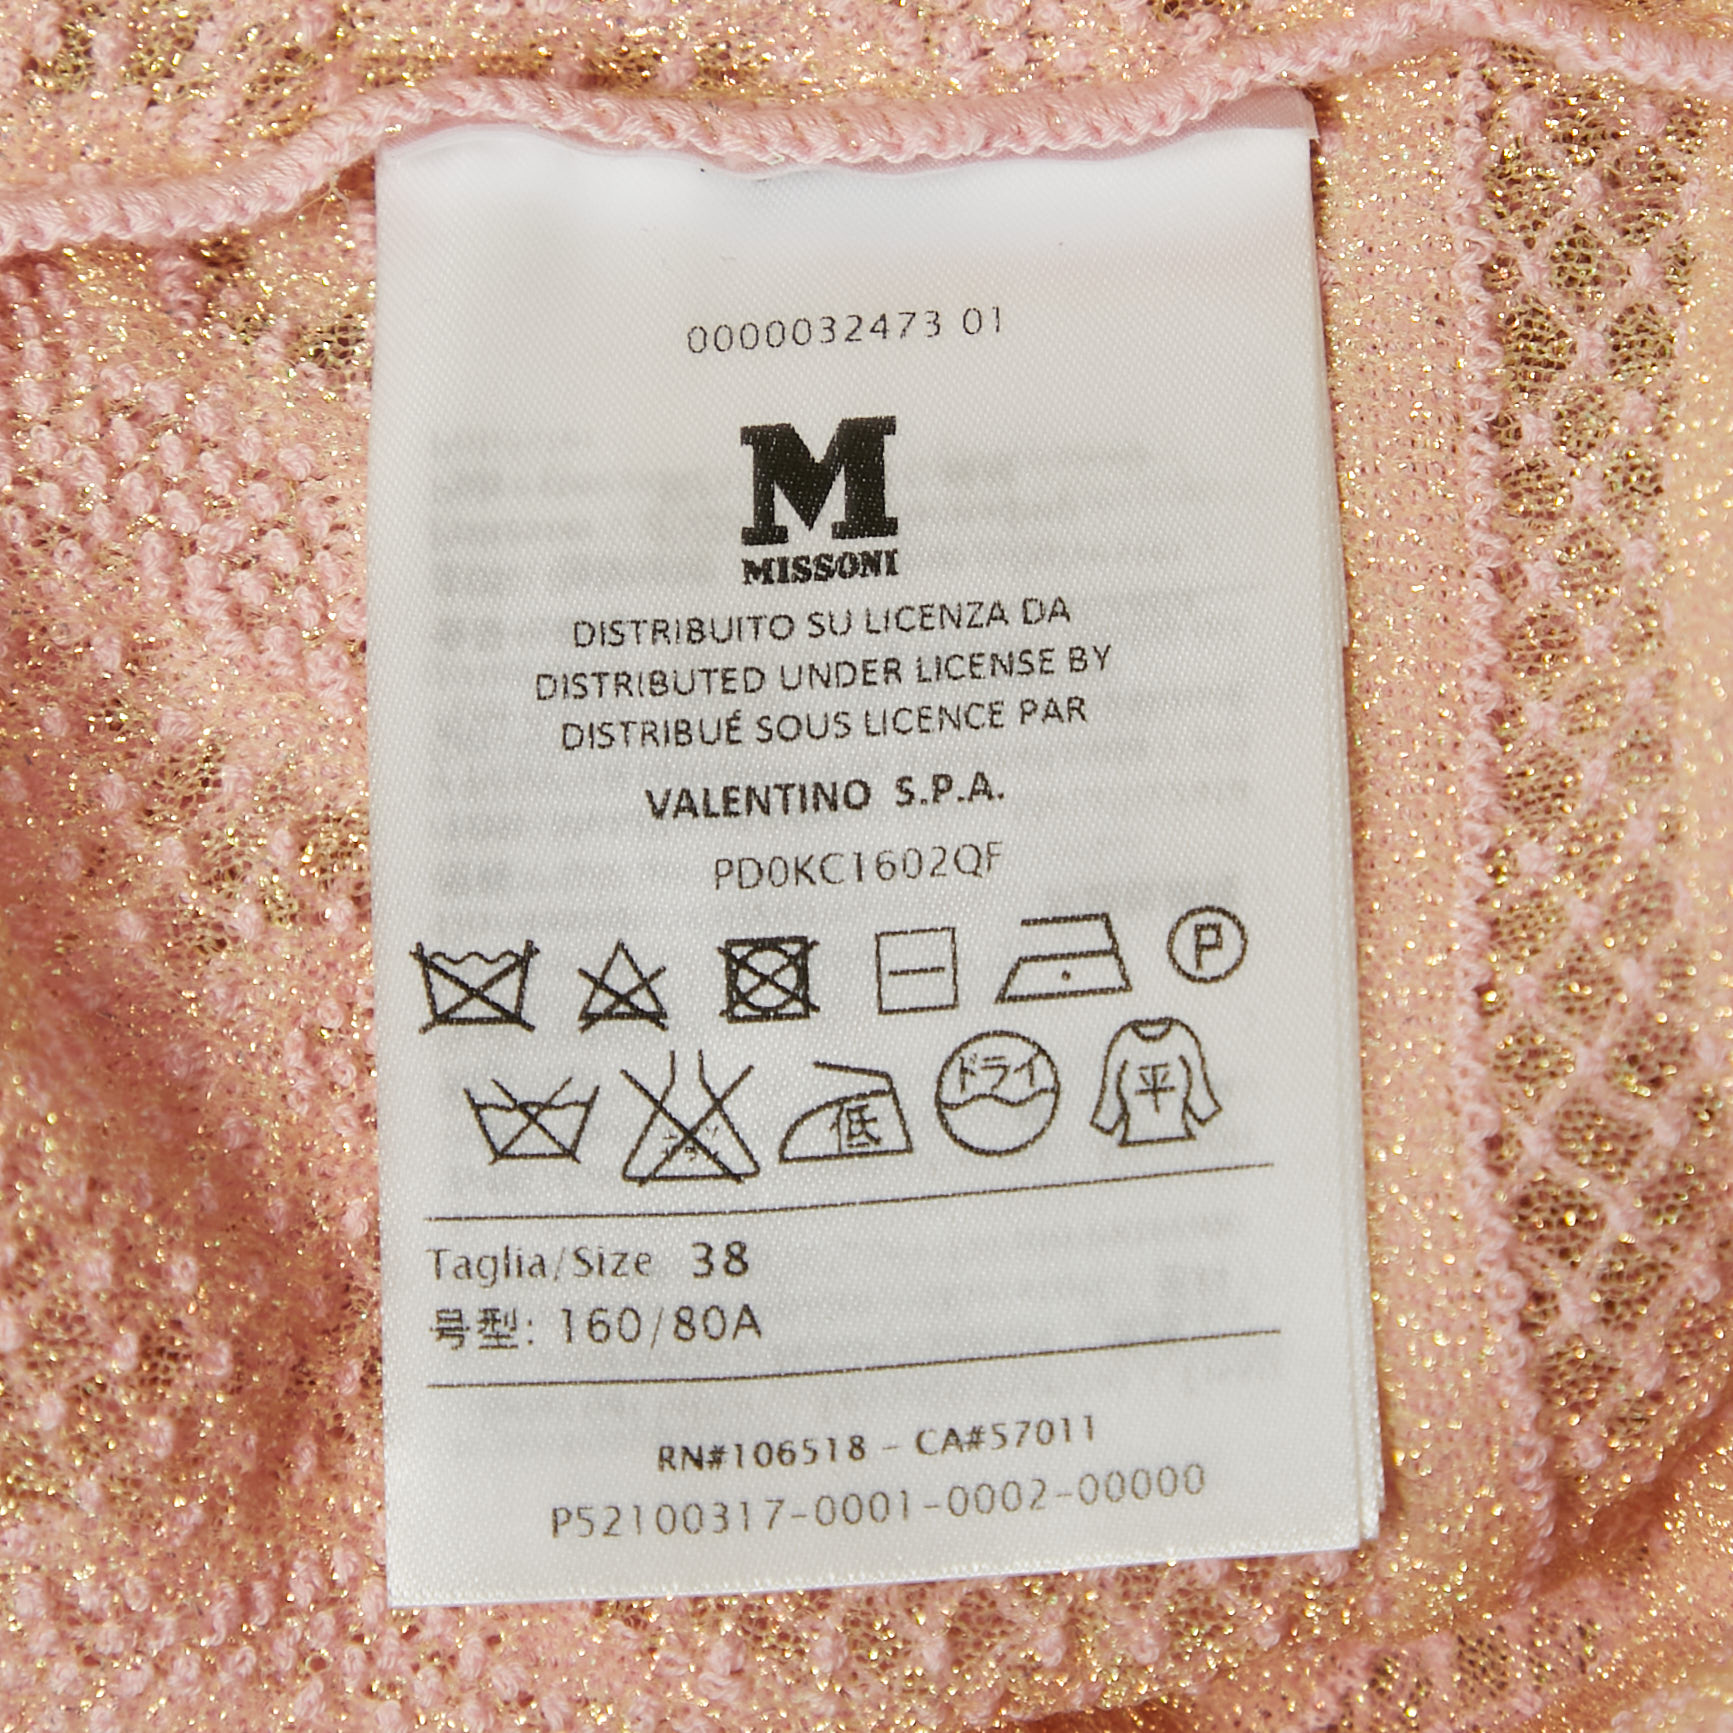 0000032473 01
M
MISSONI
DISTRIBUITO SU LICENZA DA
DISTRIBUTED UNDER LICENSE BY
DISTRIBUÉ SOUS LICENCE PAR
VALENTINO S.P.A.
PD0KC1602QF
P
ドライ
低
平
Taglia/Size 38
号型: 160/80A
RN#106518 - CA#57011
P52100317-0001-0002-00000